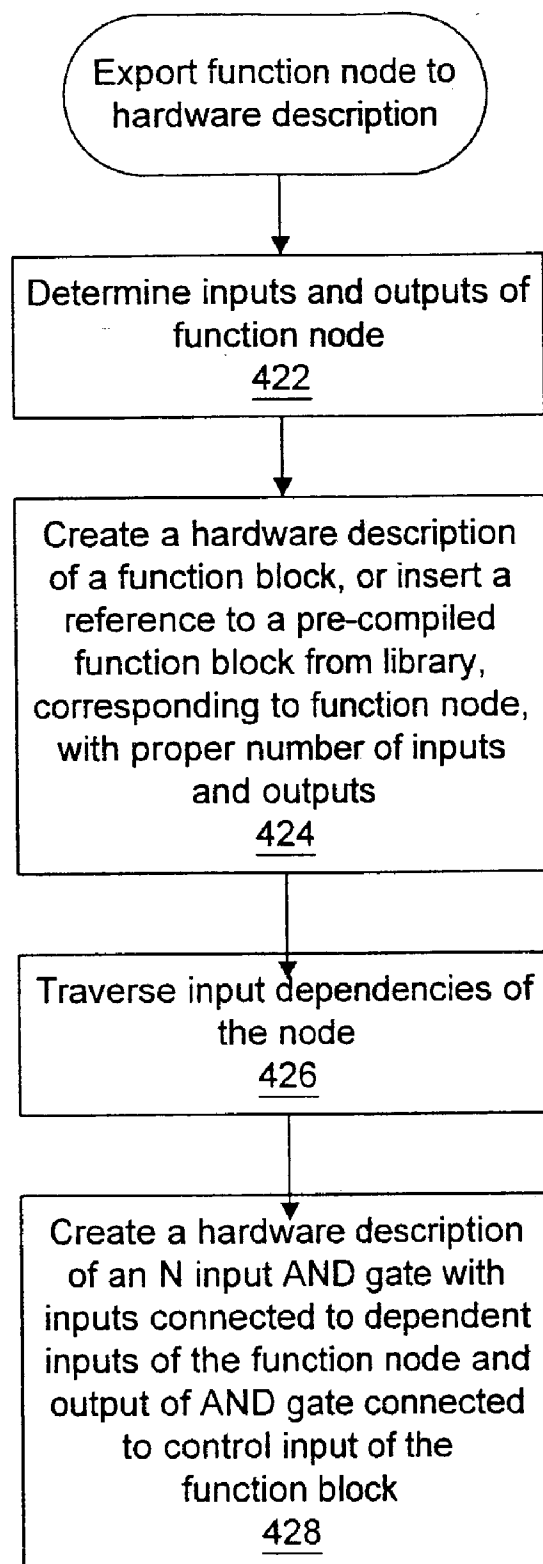 Export function node to
hardware description
Determine inputs and outputs of
function node
422
Create a hardware description
of a function block, or insert a
reference to a pre-compiled
function block from library,
corresponding to function node,
with proper number of inputs
and outputs
424
Traverse input dependencies of
the node
426
Create a hardware description
of an N input AND gate with
inputs connected to dependent
inputs of the function node and
output of AND gate connected
to control input of the
function block
428